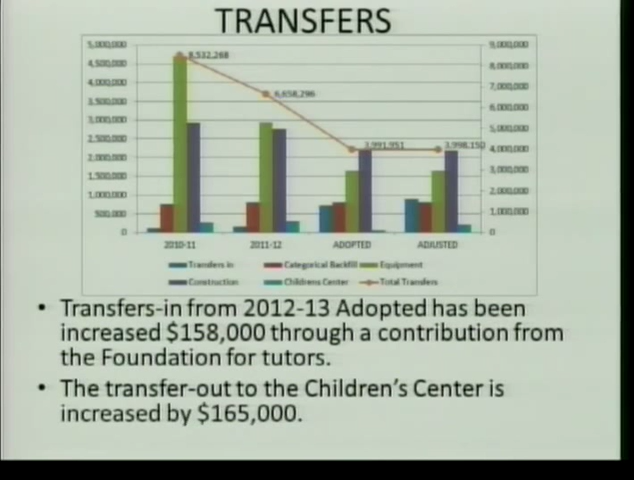 TRANSFERS
5,000,000
4,500,000
4,000,000
3,500,000
3,000,000
2,500,000
2,000,000
1,500,000
1,000,000
500,000
0
9,000,000
8,000,000
7,000,000
6,000,000
5,000,000
4,000,000
3,000,000
2,000,000
1,000,000
0
8,532,268
6,658,296
3,991,951
3,998,150
2010-11 2011-12 ADOPTED ADJUSTED
Transfers in Categorical Backfill Equipment
Construction Childrens Center Total Transfers
• Transfers-in from 2012-13 Adopted has been
increased $158,000 through a contribution from
the Foundation for tutors.
• The transfer-out to the Children's Center is
increased by $165,000.